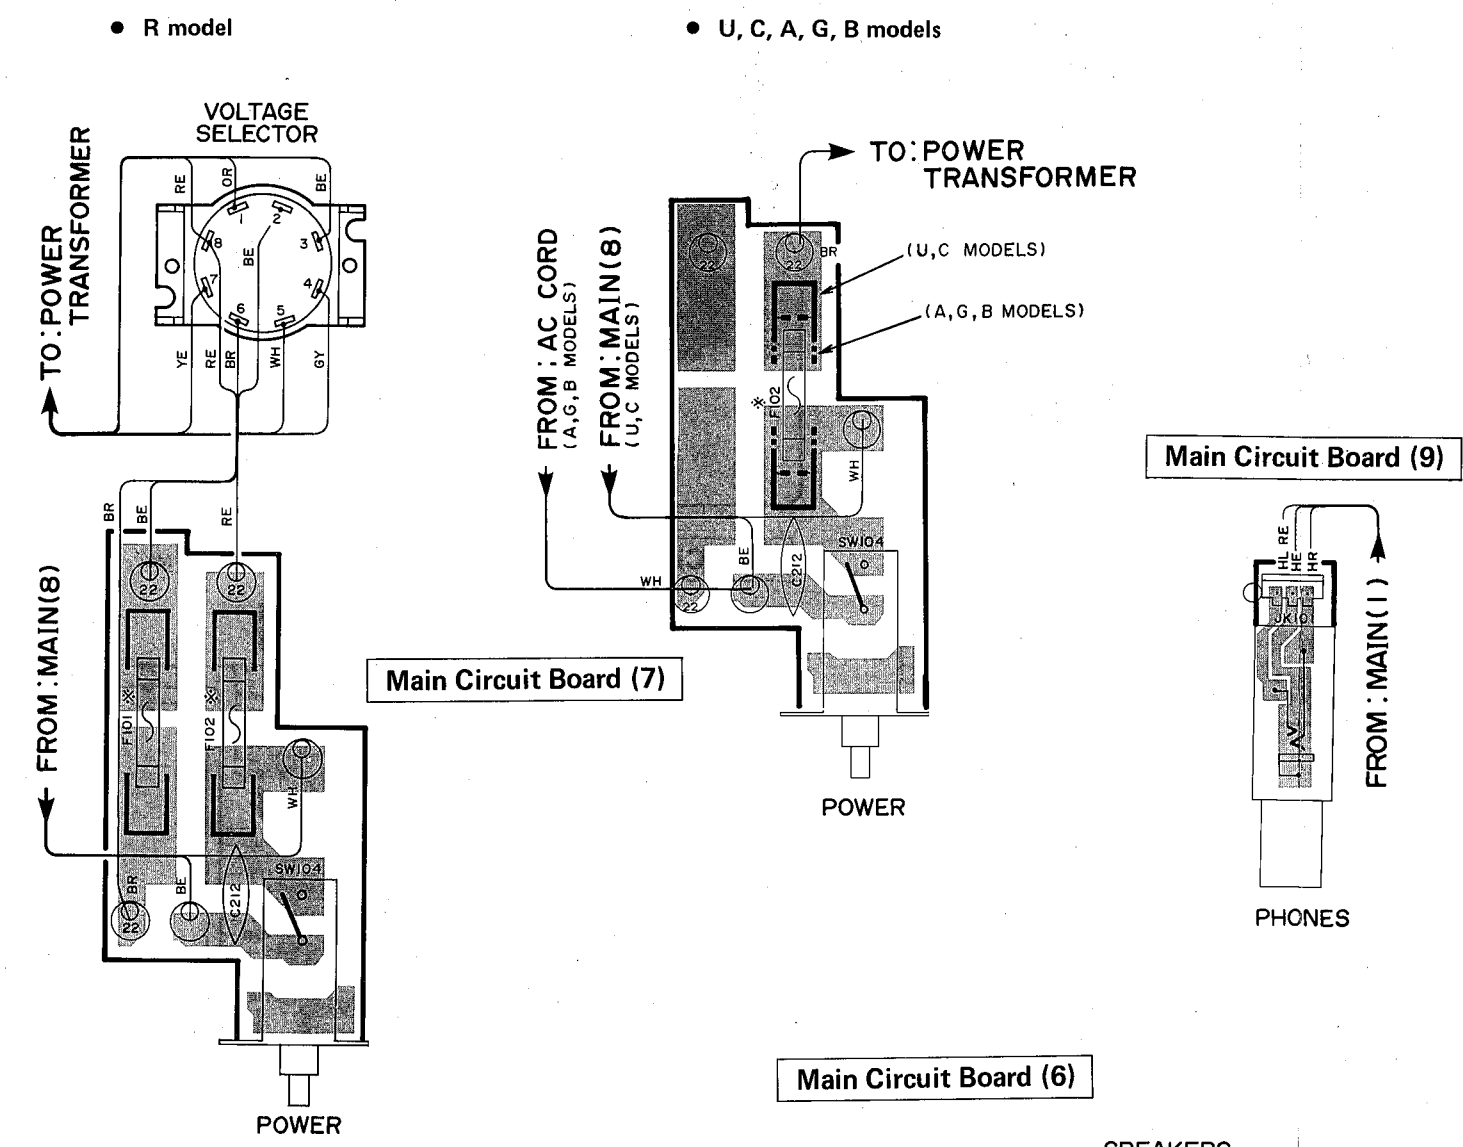 ● R model
● U, C, A, G, B models
VOLTAGE
SELECTOR
TO: POWER
TRANSFORMER
RE
OR
BE
1
2
3
4
5
6
7
8
BE
YE
RE
BR
WH
GY
BR
BE
RE
FROM: MAIN(8)
22
22
※
F101
※
F102
WH
SW104
BR
BE
C212
22
POWER
Main Circuit Board (7)
TO: POWER
TRANSFORMER
FROM: AC CORD
(A,G,B MODELS)
FROM: MAIN(8)
(U,C MODELS)
22
22
BR
(U,C MODELS)
(A,G,B MODELS)
※
F102
WH
SW104
BE
C212
WH
22
POWER
Main Circuit Board (9)
HL RE
HE
HR
JK101
FROM: MAIN(1)
PHONES
Main Circuit Board (6)